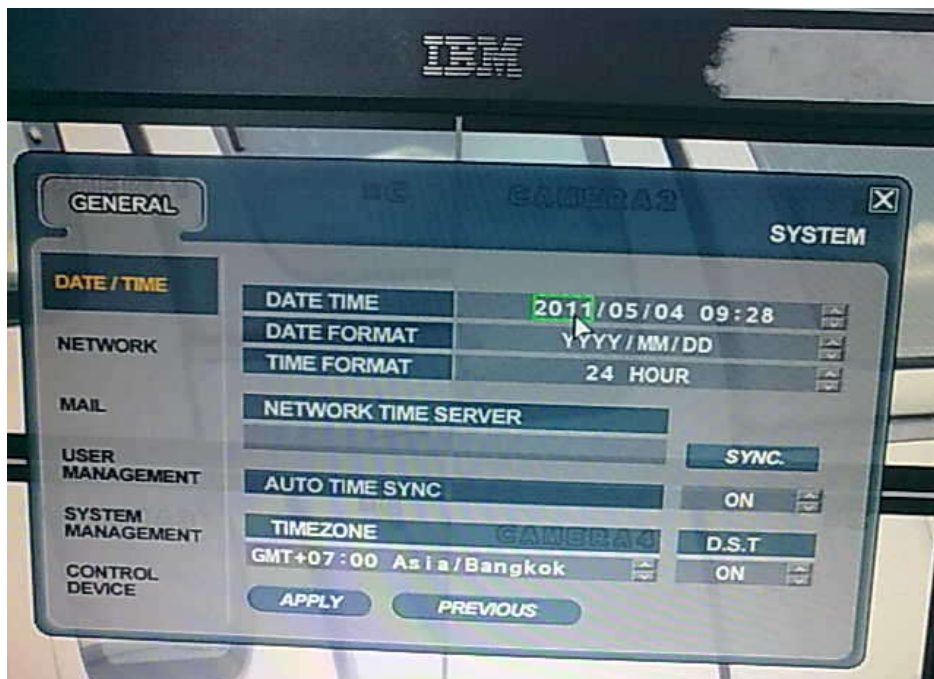 IBM
CAMERA2
GENERAL
SYSTEM
DATE / TIME
DATE TIME
2011/05/04 09:28
DATE FORMAT
YYYY/MM/DD
TIME FORMAT
24 HOUR
NETWORK
MAIL
NETWORK TIME SERVER
SYNC.
USER
MANAGEMENT
AUTO TIME SYNC
ON
SYSTEM
MANAGEMENT
TIMEZONE
CAMERA4
D.S.T
GMT+07:00 Asia/Bangkok
ON
CONTROL
DEVICE
APPLY
PREVIOUS